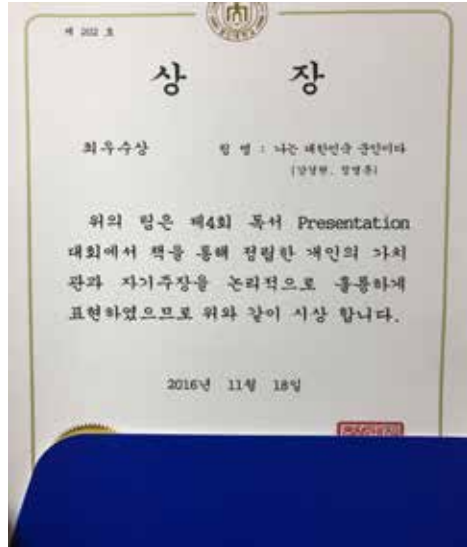 제 202 호
상 장
최우수상 팀 명 : 나는 대한민국 군인이다
위의 팀은 제4회 독서 Presentation
대회에서 책을 통해 정립한 개인의 가치
관과 자기주장을 논리적으로 훌륭하게
표현하였으므로 위와 같이 시상 합니다.
2016년 11월 18일